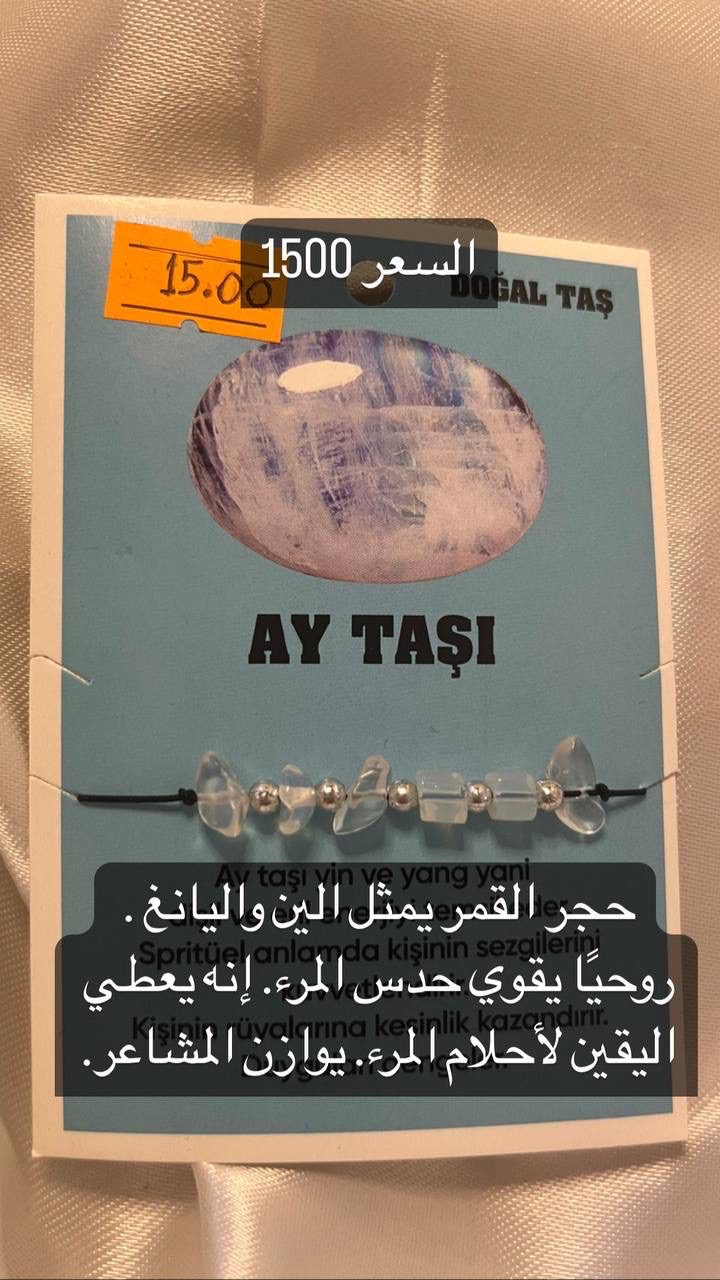 السعر 1500
15.00
DOĞAL TAŞ
AY TAŞI
Ay taşı yin ve yang yani
حجر القمر يمثل الين واليانغ .
Spritüel anlamda kişinin sezgilerini
روحيًا يقوي حدس المرء. إنه يعطي
Kişinin rüyalarına kesinlik kazandırır.
اليقين لأحلام المرء. يوازن المشاعر.